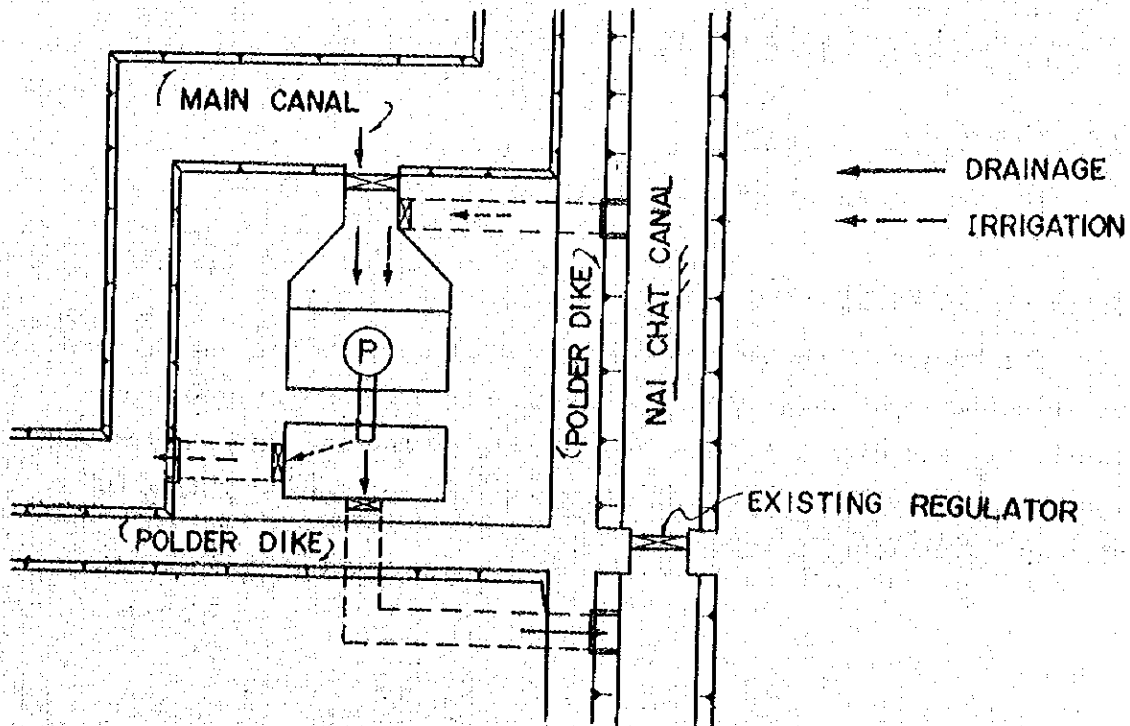 (MAIN CANAL)
DRAINAGE
IRRIGATION
P
(POLDER DIKE)
NAI CHAT CANAL
EXISTING REGULATOR
(POLDER DIKE)